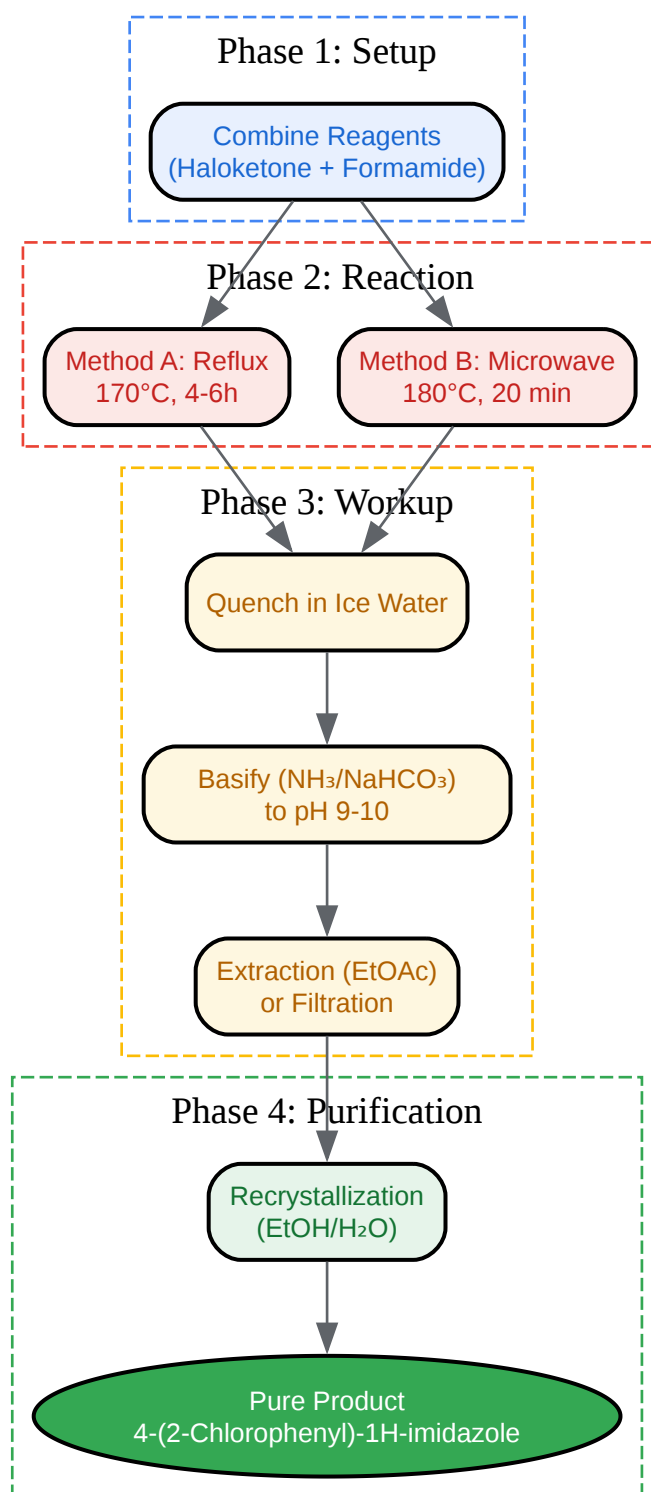 Phase 1: Setup
Combine Reagents
(Haloketone + Formamide)
Phase 2: Reaction
Method A: Reflux
170°C, 4-6h
Method B: Microwave
180°C, 20 min
Phase 3: Workup
Quench in Ice Water
Basify (NH₃/NaHCO₃)
to pH 9-10
Extraction (EtOAc)
or Filtration
Phase 4: Purification
Recrystallization
(EtOH/H₂O)
Pure Product
4-(2-Chlorophenyl)-1H-imidazole